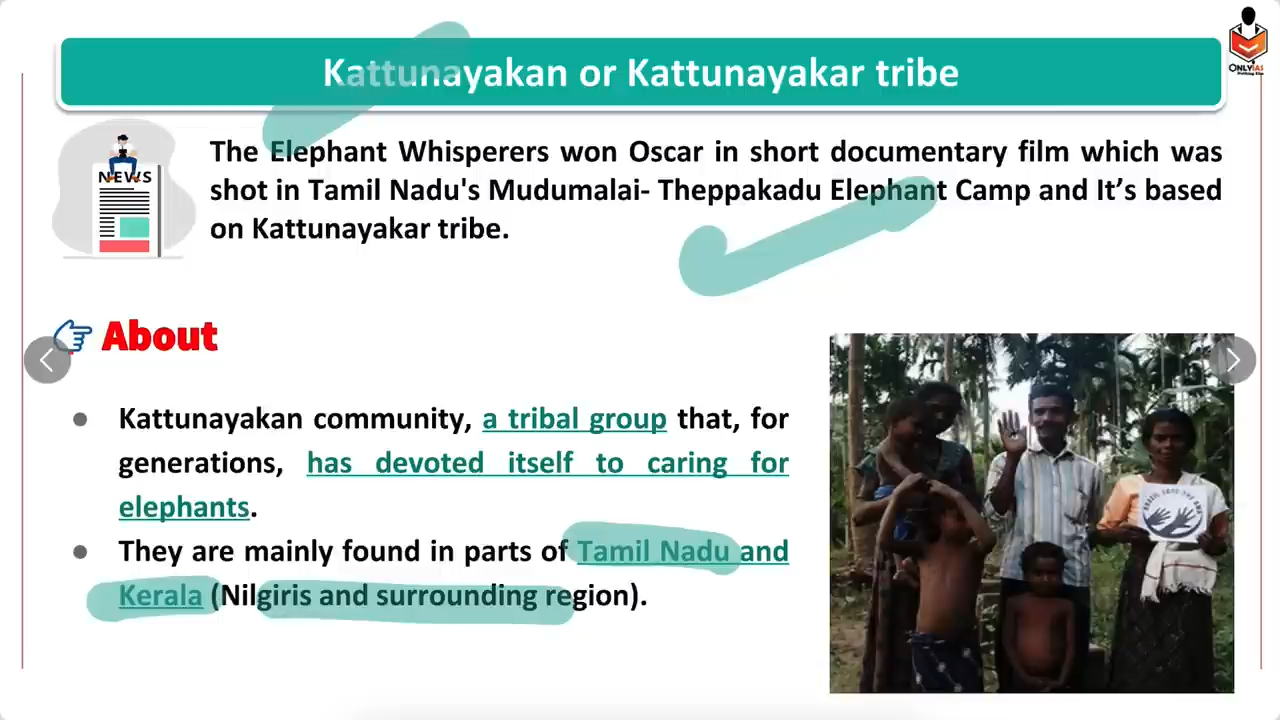 Kattunayakan or Kattunayakar tribe
ONLYIAS
NEWS
The Elephant Whisperers won Oscar in short documentary film which was
shot in Tamil Nadu's Mudumalai- Theppakadu Elephant Camp and It’s based
on Kattunayakar tribe.
About
● Kattunayakan community, a tribal group that, for
generations, has devoted itself to caring for
elephants.
● They are mainly found in parts of Tamil Nadu and
Kerala (Nilgiris and surrounding region).